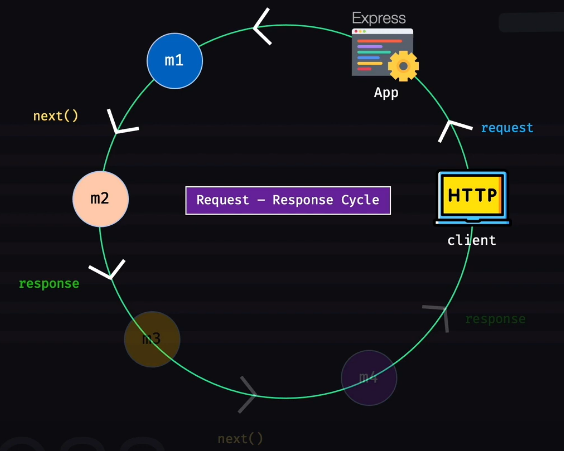 Express
App
m1
next()
request
m2
Request – Response Cycle
HTTP
client
response
response
m3
m4
next()